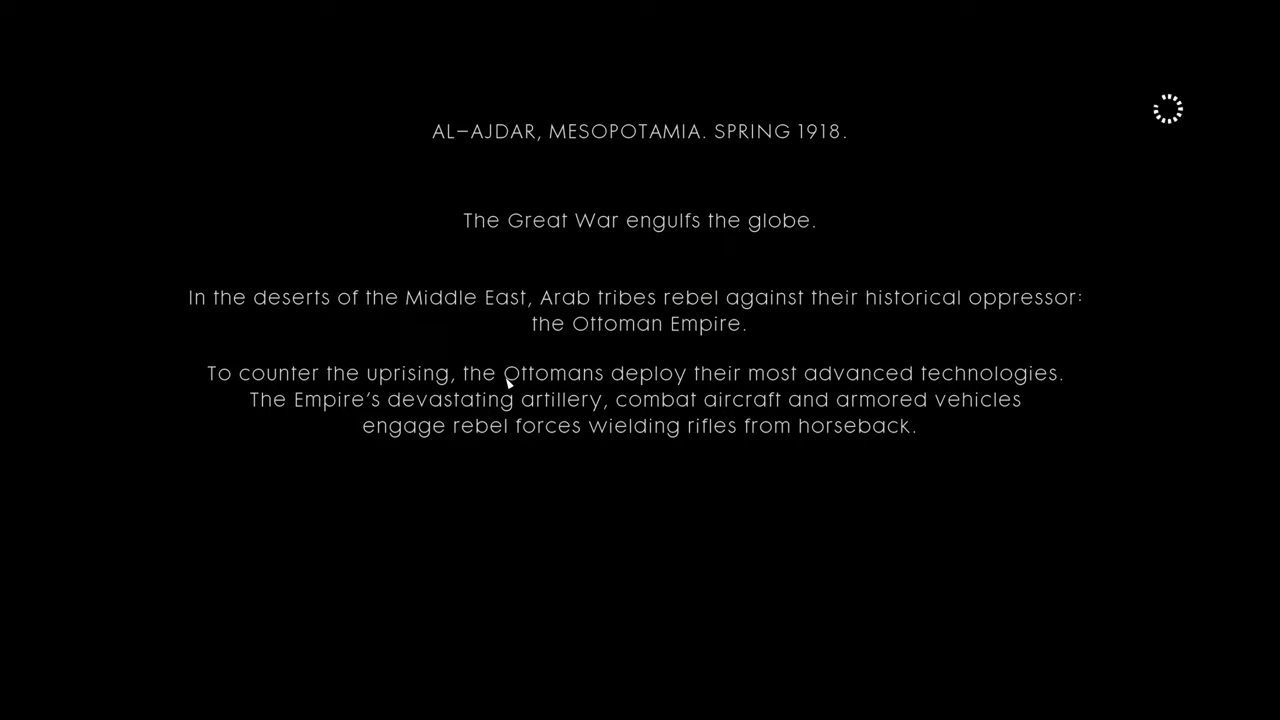 AL-AJDAR, MESOPOTAMIA. SPRING 1918.
The Great War engulfs the globe.
In the deserts of the Middle East, Arab tribes rebel against their historical oppressor:
the Ottoman Empire.
To counter the uprising, the Ottomans deploy their most advanced technologies.
The Empire's devastating artillery, combat aircraft and armored vehicles
engage rebel forces wielding rifles from horseback.